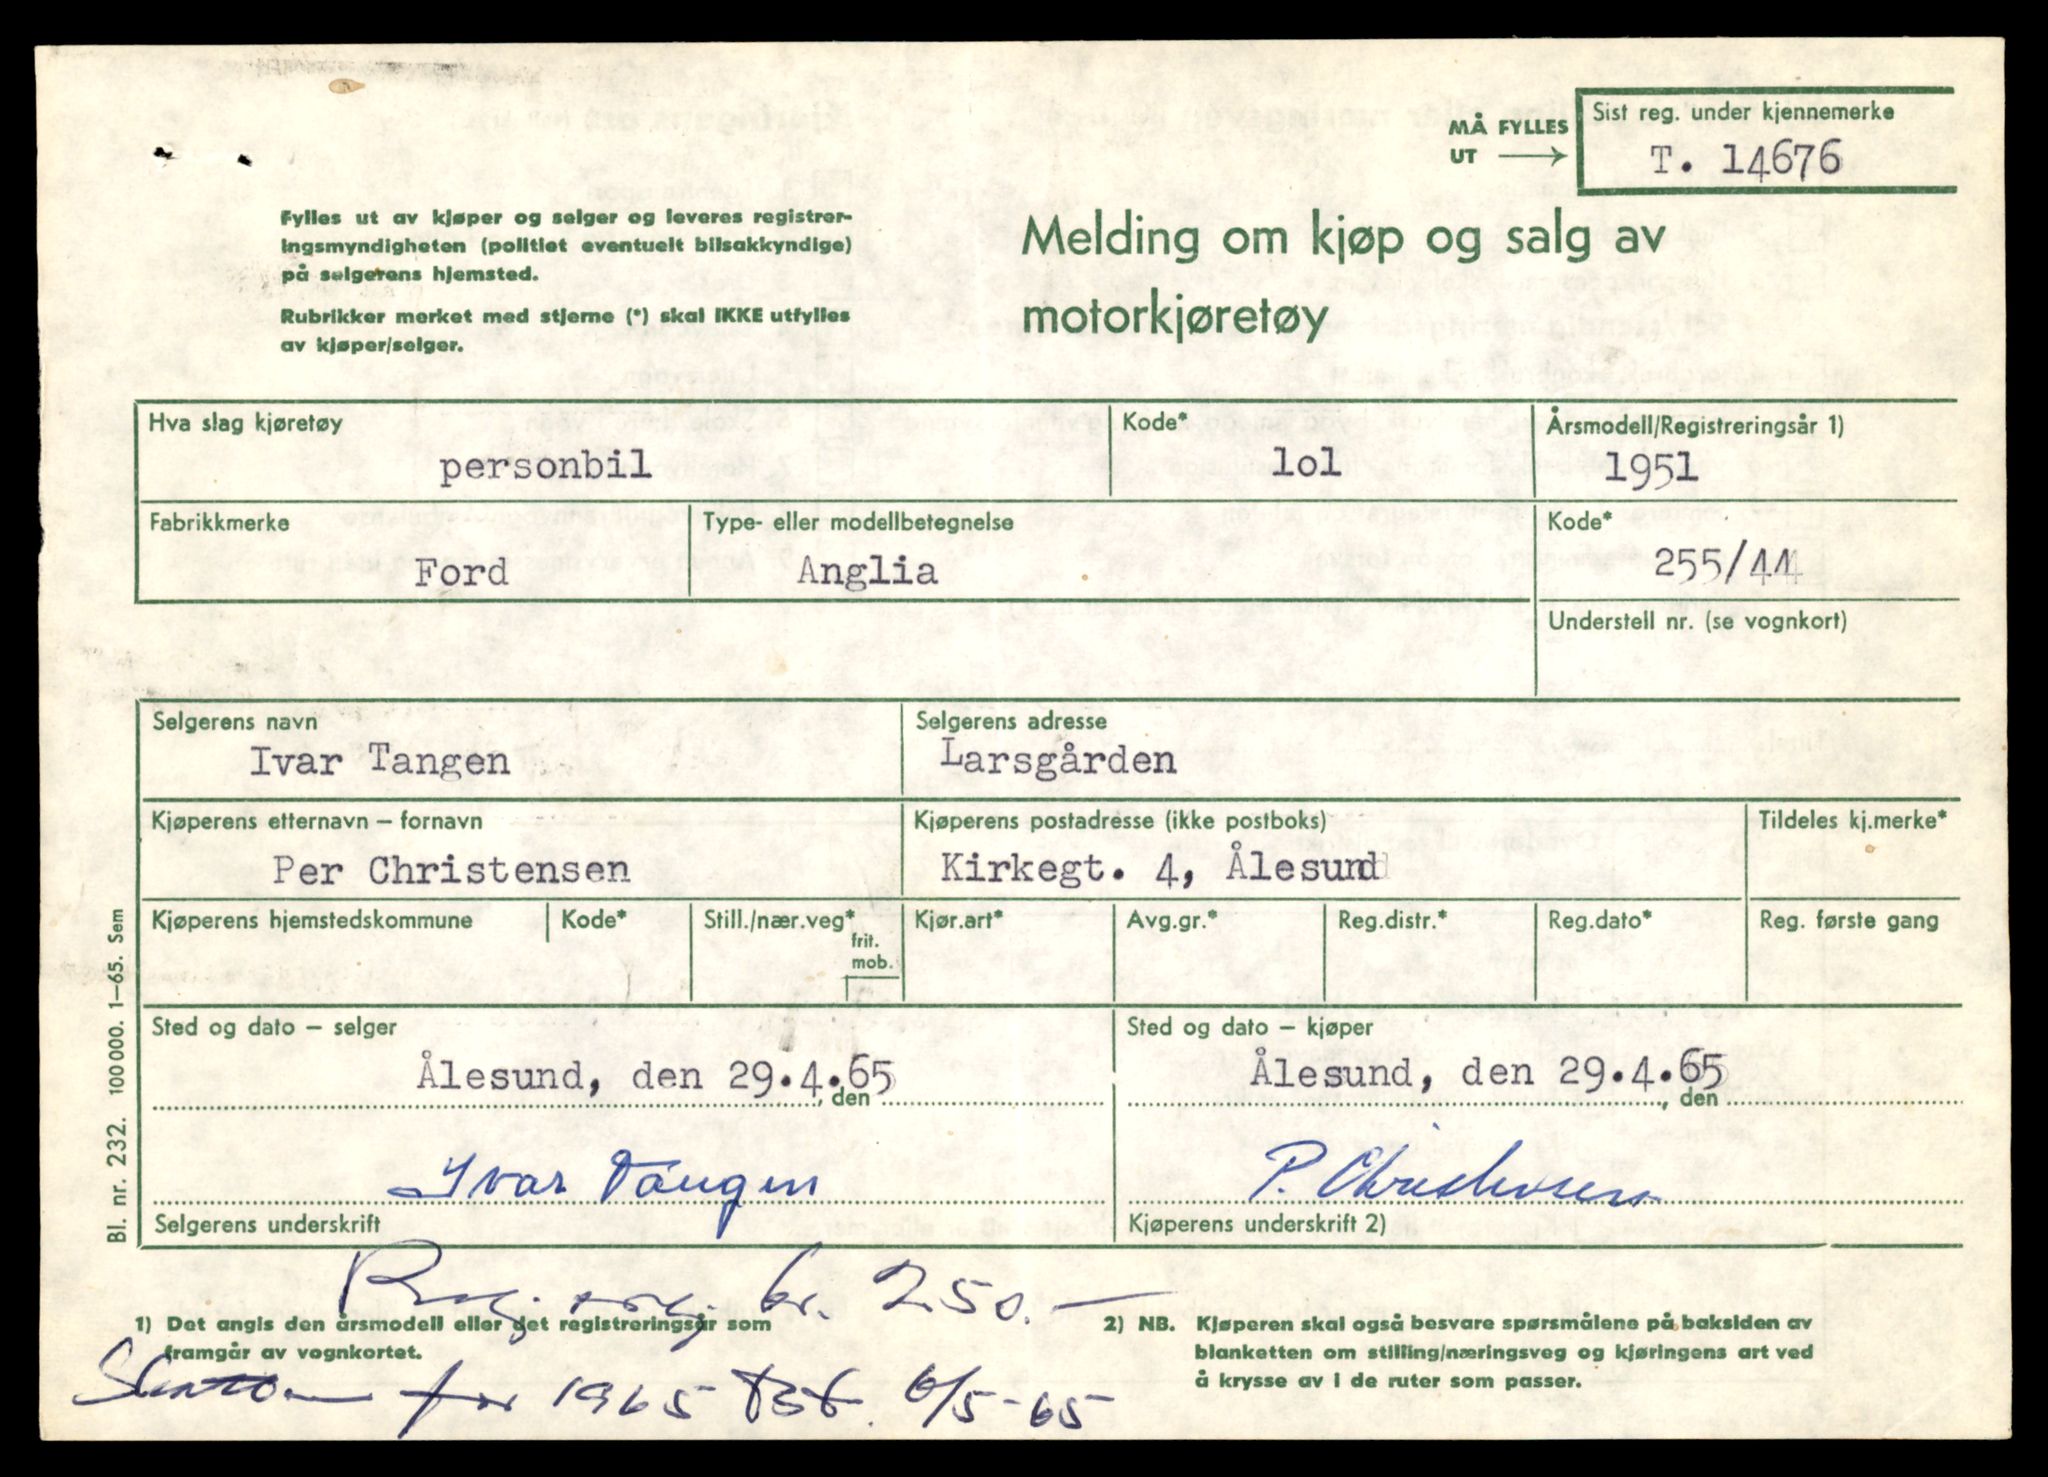 MÅ FYLLES
UT →
Sist reg. under kjennemerke
T. 14676
Fylles ut av kjøper og selger og leveres registrer-
ingsmyndigheten (politiet eventuelt bilsakkyndige)
på selgerens hjemsted.
Rubrikker merket med stjerne (*) skal IKKE utfylles
av kjøper/selger.
Melding om kjøp og salg av
motorkjøretøy
Hva slag kjøretøy
personbil
Kode*
lol
Årsmodell/Registreringsår 1)
1951
Fabrikkmerke
Ford
Type- eller modellbetegnelse
Anglia
Kode*
255/44
Understell nr. (se vognkort)
Selgerens navn
Ivar Tangen
Selgerens adresse
Larsgården
Kjøperens etternavn – fornavn
Per Christensen
Kjøperens postadresse (ikke postboks)
Kirkegt. 4, Ålesund
Tildeles kj.merke*
Kjøperens hjemstedskommune
Kode*
Still./nær.veg*
frit.
mob.
Kjør.art*
Avg.gr.*
Reg.distr.*
Reg.dato*
Reg. første gang
Sted og dato – selger
Ålesund, den 29.4.65
, den
Sted og dato – kjøper
Ålesund, den 29.4.65
, den
Ivar Tangen
Selgerens underskrift
P. Christensen
Kjøperens underskrift 2)
Bl. nr. 232. 100 000. 1–65. Sem
kr. 250.—
1) Det angis den årsmodell eller det registreringsår som
framgår av vognkortet.
2) NB. Kjøperen skal også besvare spørsmålene på baksiden av
blanketten om stilling/næringsveg og kjøringens art ved
å krysse av i de ruter som passer.
for 1965 6/5-65